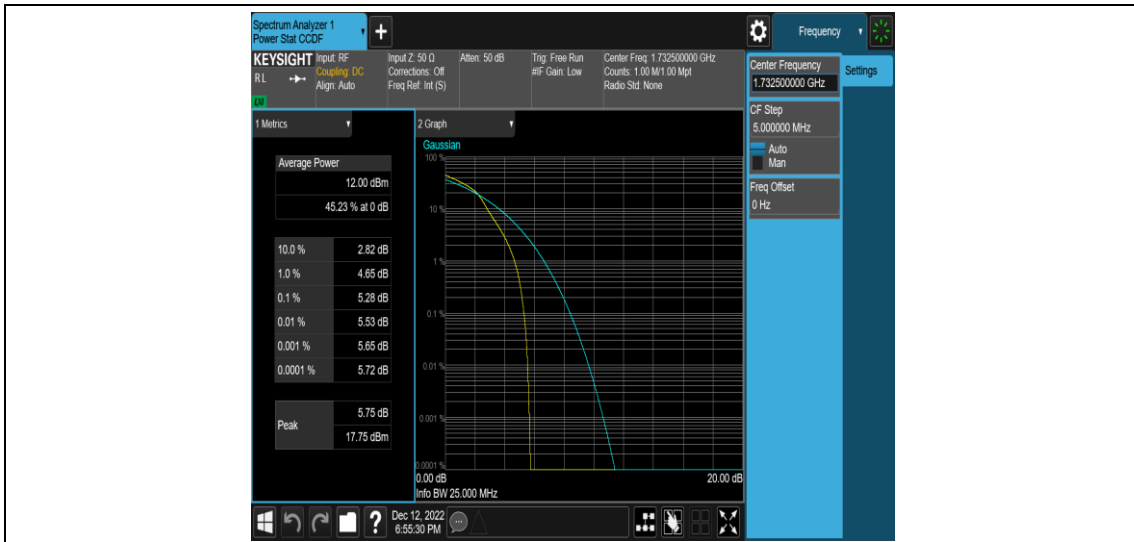 Spectrum Analyzer 1
Power Stat CCDF
+
Frequency
KEYSIGHT
RL
LXI
Input: RF
Coupling: DC
Align: Auto
Input Z: 50 Ω
Corrections: Off
Freq Ref: Int (S)
Atten: 50 dB
Trig: Free Run
#IF Gain: Low
Center Freq: 1.732500000 GHz
Counts: 1.00 M/1.00 Mpt
Radio Std: None
Center Frequency
1.732500000 GHz
Settings
CF Step
5.000000 MHz
Auto
Man
Freq Offset
0 Hz
1 Metrics
Average Power
12.00 dBm
45.23 % at 0 dB
10.0 % 2.82 dB
1.0 % 4.65 dB
0.1 % 5.28 dB
0.01 % 5.53 dB
0.001 % 5.65 dB
0.0001 % 5.72 dB
Peak 5.75 dB
17.75 dBm
2 Graph
Gaussian
100 %
10 %
1 %
0.1 %
0.01 %
0.001 %
0.0001 %
0.00 dB 20.00 dB
Info BW 25.000 MHz
?
Dec 12, 2022
6:55:30 PM